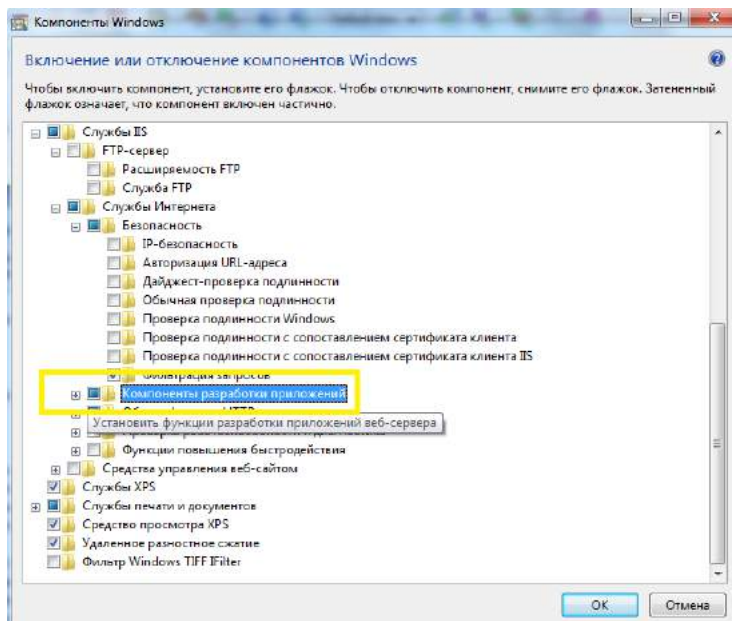 Компоненты Windows
Включение или отключение компонентов Windows
Чтобы включить компонент, установите его флажок. Чтобы отключить компонент, снимите его флажок. Затененный
флажок означает, что компонент включен частично.
Службы IIS
FTP-сервер
Расширяемость FTP
Служба FTP
Службы Интернета
Безопасность
IP-безопасность
Авторизация URL-адреса
Дайджест-проверка подлинности
Обычная проверка подлинности
Проверка подлинности Windows
Проверка подлинности с сопоставлением сертификата клиента
Проверка подлинности с сопоставлением сертификата клиента IIS
Фильтрация запросов
Компоненты разработки приложений
HTTP
Установить функции разработки приложений веб-сервера
Функции повышения быстродействия
Средства управления веб-сайтом
Службы XPS
Службы печати и документов
Средство просмотра XPS
Удаленное разностное сжатие
Фильтр Windows TIFF IFilter
OK
Отмена